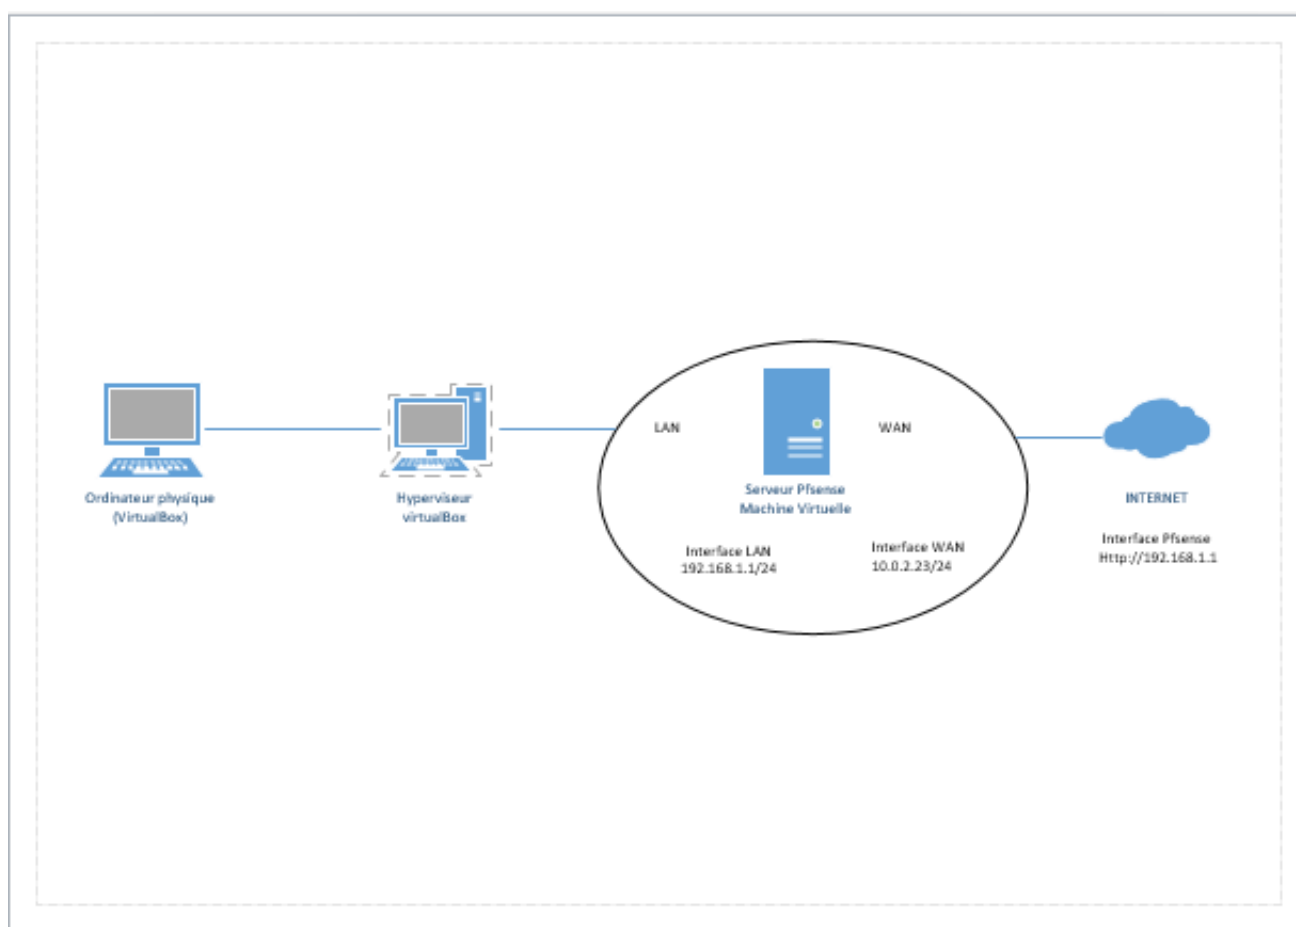 LAN
WAN
Ordinateur physique
(VirtualBox)
Hyperviseur
virtualBox
Serveur Pfsense
Machine Virtuelle
INTERNET
Interface LAN
192.168.1.1/24
Interface WAN
10.0.2.23/24
Interface Pfsense
Http://192.168.1.1